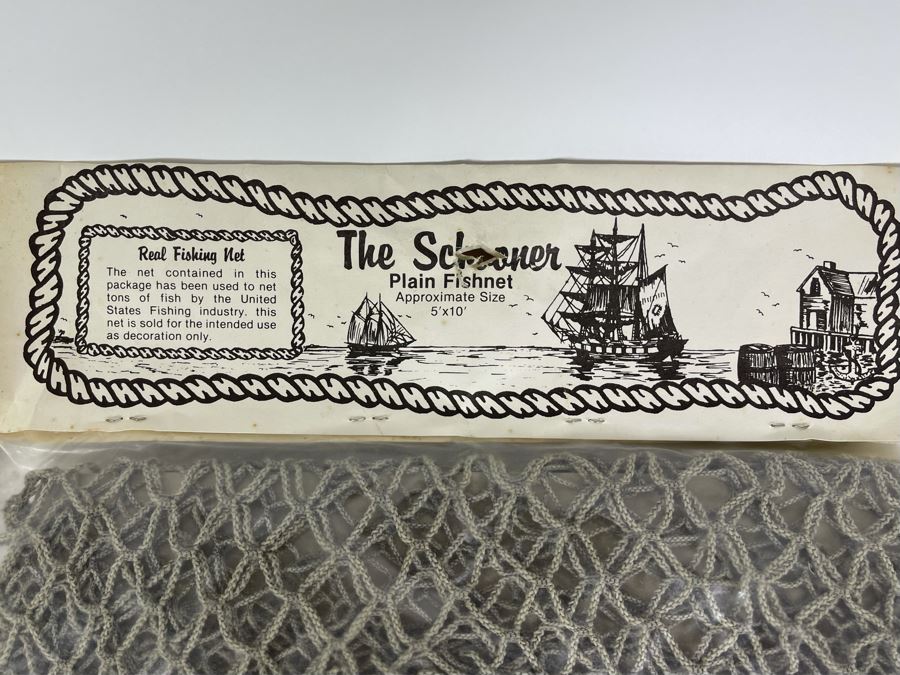 Real Fishing Net
The net contained in this
package has been used to net
tons of fish by the United
States Fishing industry. this
net is sold for the intended use
as decoration only.
The Schooner
Plain Fishnet
Approximate Size
5'x10'